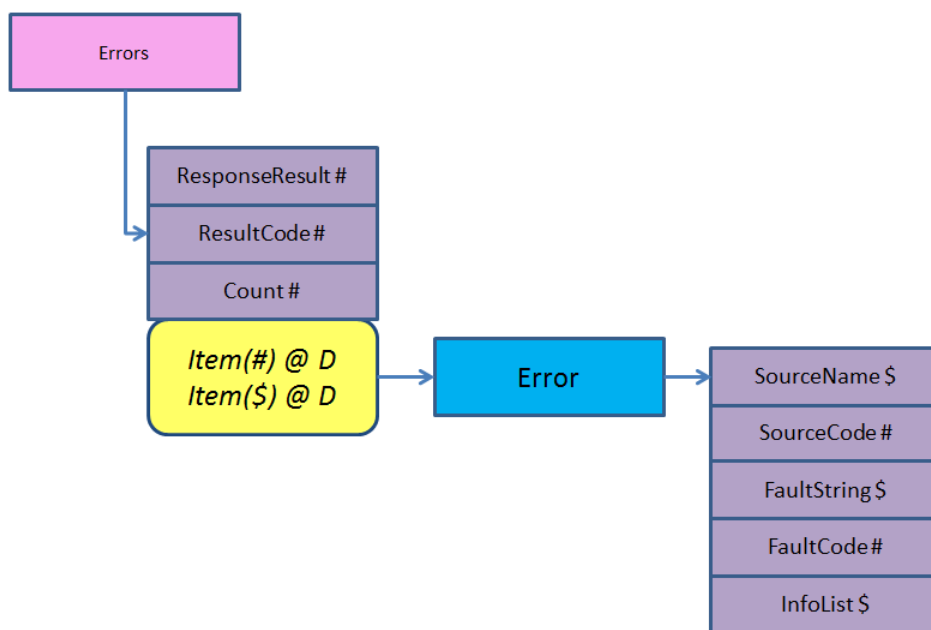 Errors
ResponseResult #
ResultCode #
Count #
Item(#) @ D
Item($) @ D
Error
SourceName $
SourceCode #
FaultString $
FaultCode #
InfoList $